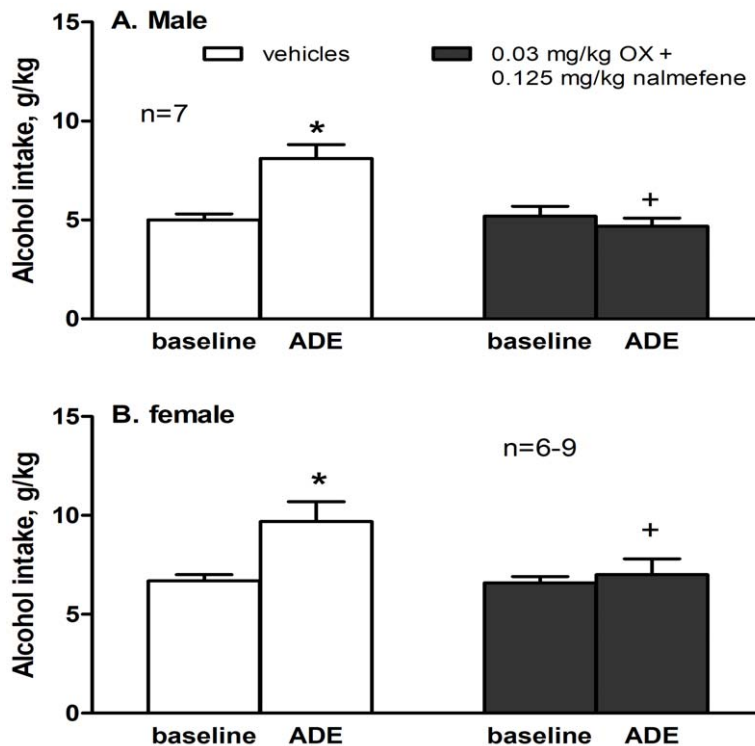 A. Male
vehicles
0.03 mg/kg OX +
0.125 mg/kg nalmefene
n=7
*
+
Alcohol intake, g/kg
15
10
5
0
baseline ADE baseline ADE
B. female
n=6-9
*
+
Alcohol intake, g/kg
15
10
5
0
baseline ADE baseline ADE